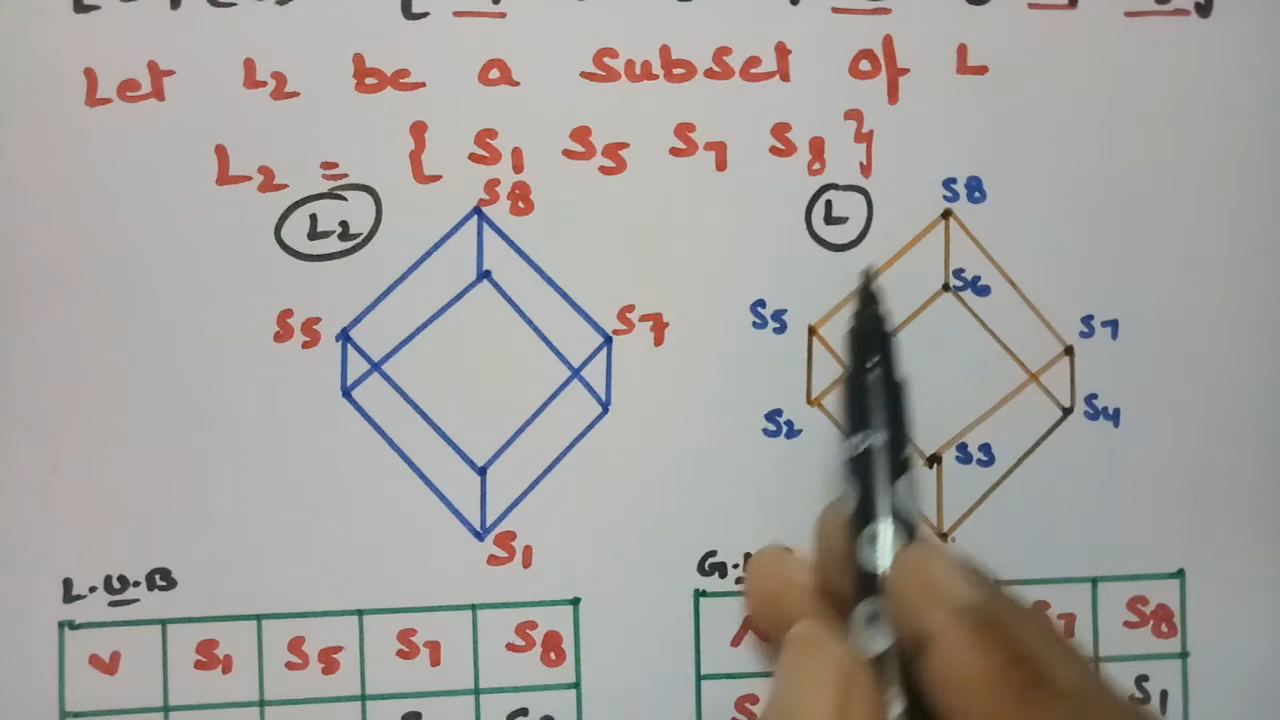 Let L2 be a Subset of L
L2 = { S1 S5 S7 S8 }
L2
S8
S5
S7
S1
L
S8
S6
S5
S7
S2
S4
S3
L.U.B
v S1 S5 S7 S8
S7 S8
S1